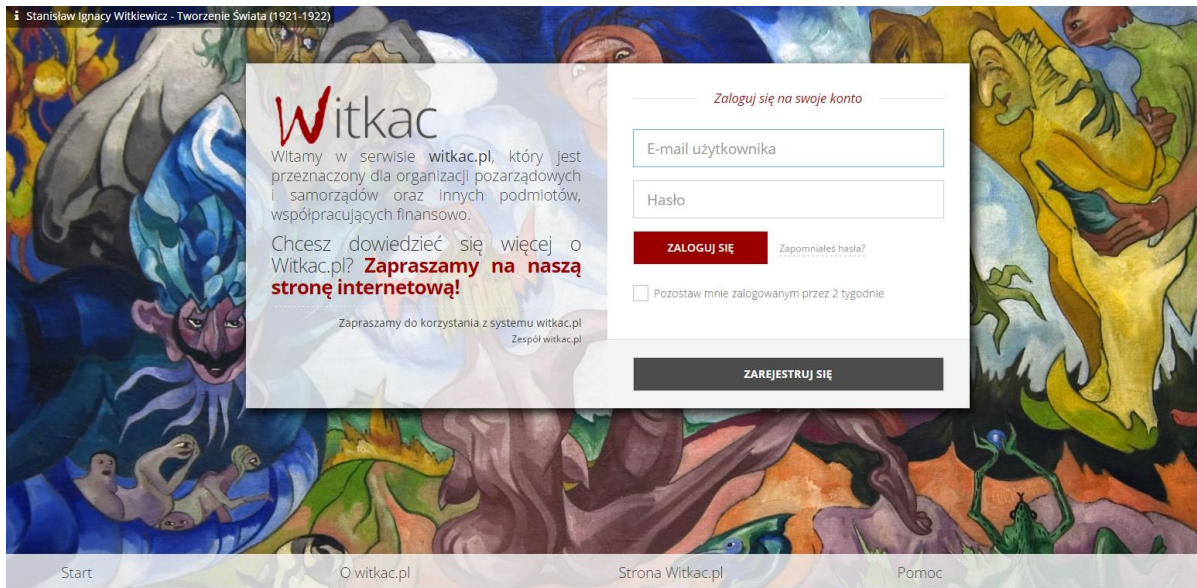 Stanisław Ignacy Witkiewicz - Tworzenie Świata (1921-1922)
Witkac
Witamy w serwisie witkac.pl, który jest
przeznaczony dla organizacji pozarządowych
i samorządów oraz innych podmiotów,
współpracujących finansowo.
Chcesz dowiedzieć się więcej o
Witkac.pl? Zapraszamy na naszą
stronę internetową!
Zapraszamy do korzystania z systemu witkac.pl
Zespół witkac.pl
Zaloguj się na swoje konto
E-mail użytkownika
Hasło
ZALOGUJ SIĘ Zapomniałeś hasła?
Pozostaw mnie zalogowanym przez 2 tygodnie
ZAREJESTRUJ SIĘ
Start O witkac.pl Strona Witkac.pl Pomoc